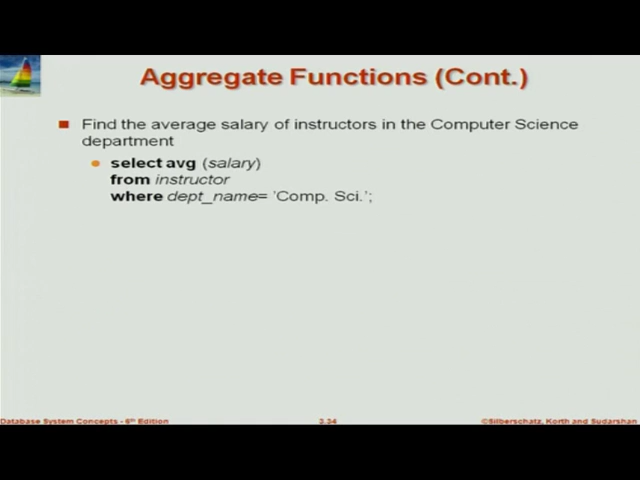 Aggregate Functions (Cont.)
Find the average salary of instructors in the Computer Science
department
select avg (salary)
from instructor
where dept_name= 'Comp. Sci.';
Database System Concepts - 6th Edition
3.34
©Silberschatz, Korth and Sudarshan